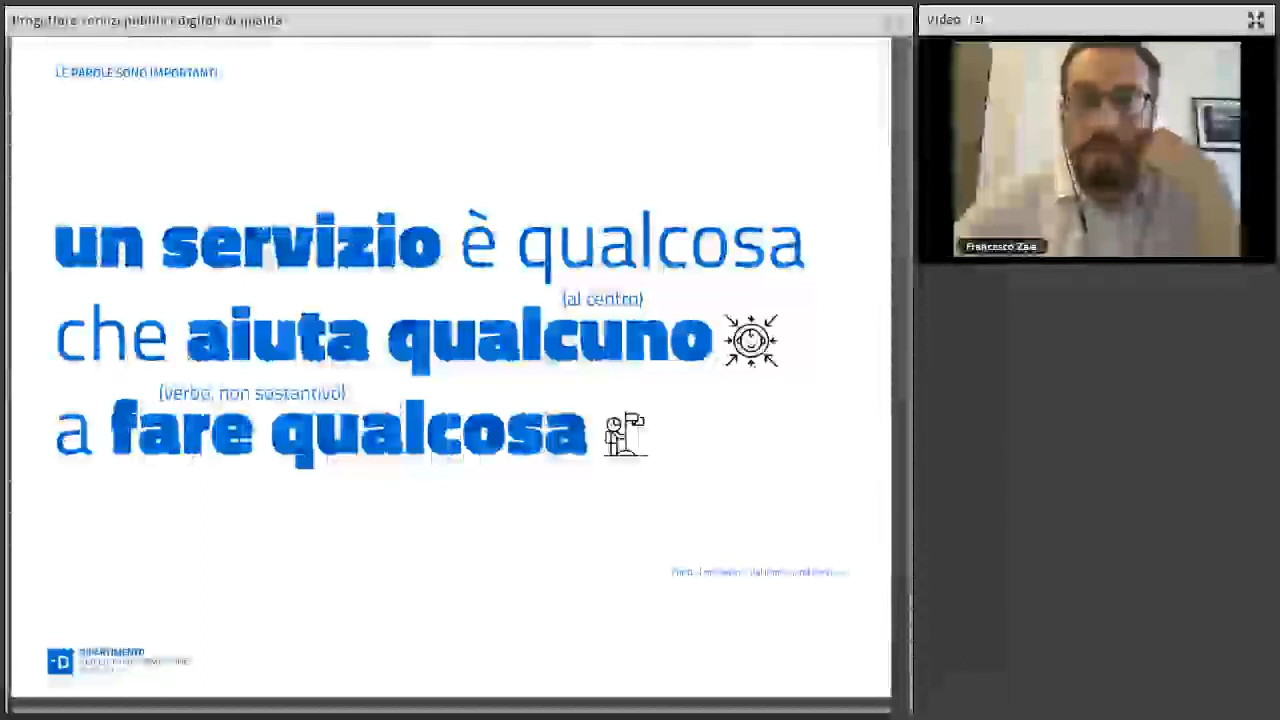 Progettare servizi pubblici digitali di qualità
Video
LE PAROLE SONO IMPORTANTI
un servizio è qualcosa
(al centro)
che aiuta qualcuno
(verbo, non sostantivo)
a fare qualcosa
Francesco Zaia
DIPARTIMENTO